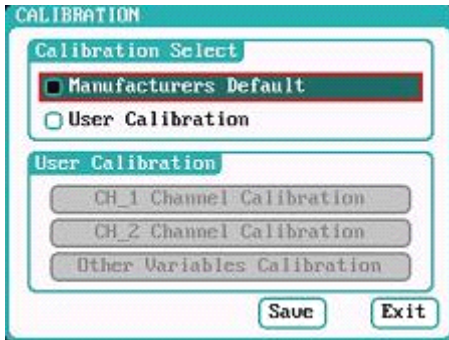 CALIBRATION
Calibration Select
Manufacturers Default
User Calibration
User Calibration
CH_1 Channel Calibration
CH_2 Channel Calibration
Other Variables Calibration
Save Exit